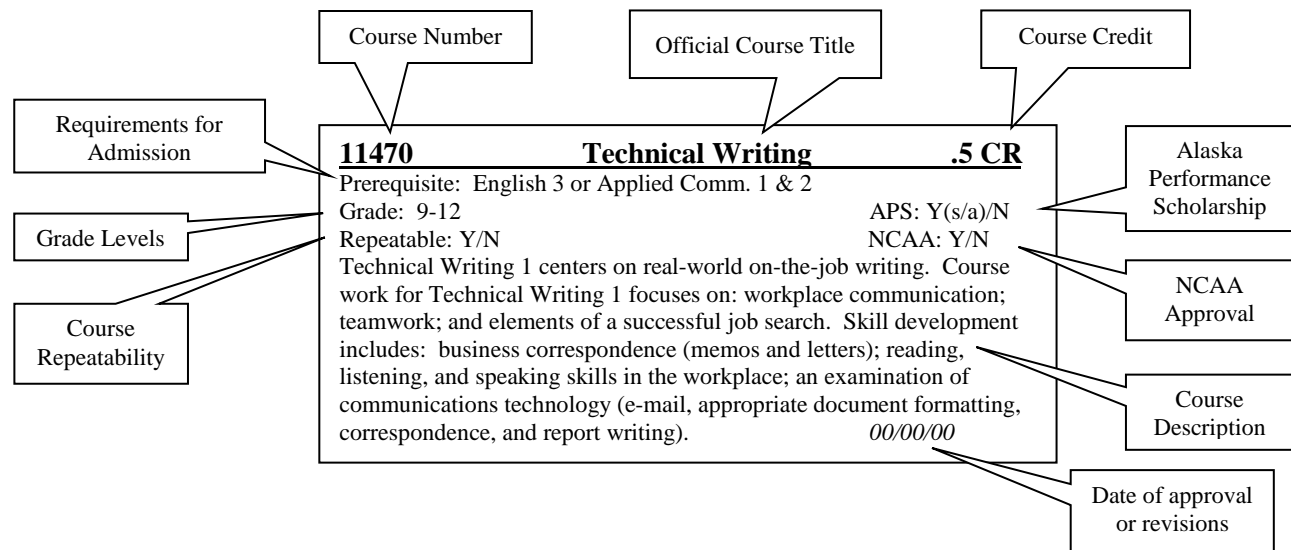 Course Number
Official Course Title
Course Credit
Requirements for
Admission
Grade Levels
Course
Repeatability
11470 Technical Writing .5 CR
Prerequisite: English 3 or Applied Comm. 1 & 2
Grade: 9-12 APS: Y(s/a)/N
Repeatable: Y/N NCAA: Y/N
Technical Writing 1 centers on real-world on-the-job writing. Course
work for Technical Writing 1 focuses on: workplace communication;
teamwork; and elements of a successful job search. Skill development
includes: business correspondence (memos and letters); reading,
listening, and speaking skills in the workplace; an examination of
communications technology (e-mail, appropriate document formatting,
correspondence, and report writing). 00/00/00
Alaska
Performance
Scholarship
NCAA
Approval
Course
Description
Date of approval
or revisions